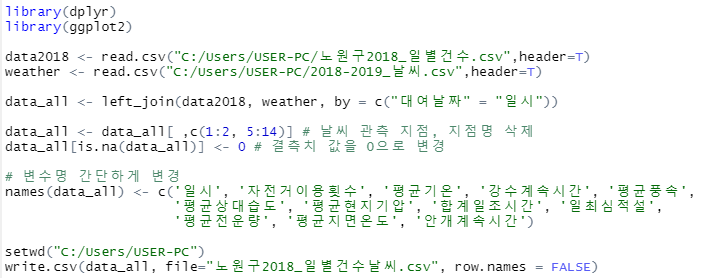 library(dplyr)
library(ggplot2)
data2018 <- read.csv("C:/Users/USER-PC/노원구2018_일별건수.csv",header=T)
weather <- read.csv("C:/Users/USER-PC/2018-2019_날씨.csv",header=T)
data_all <- left_join(data2018, weather, by = c("대여날짜" = "일시"))
data_all <- data_all[ ,c(1:2, 5:14)] # 날씨 관측 지점, 지점명 삭제
data_all[is.na(data_all)] <- 0 # 결측치 값을 0으로 변경
# 변수명 간단하게 변경
names(data_all) <- c('일시', '자전거이용횟수', '평균기온', '강수계속시간', '평균풍속',
'평균상대습도', '평균현지기압', '합계일조시간', '일최심적설',
'평균전운량', '평균지면온도', '안개계속시간')
setwd("C:/Users/USER-PC")
write.csv(data_all, file="노원구2018_일별건수날씨.csv", row.names = FALSE)